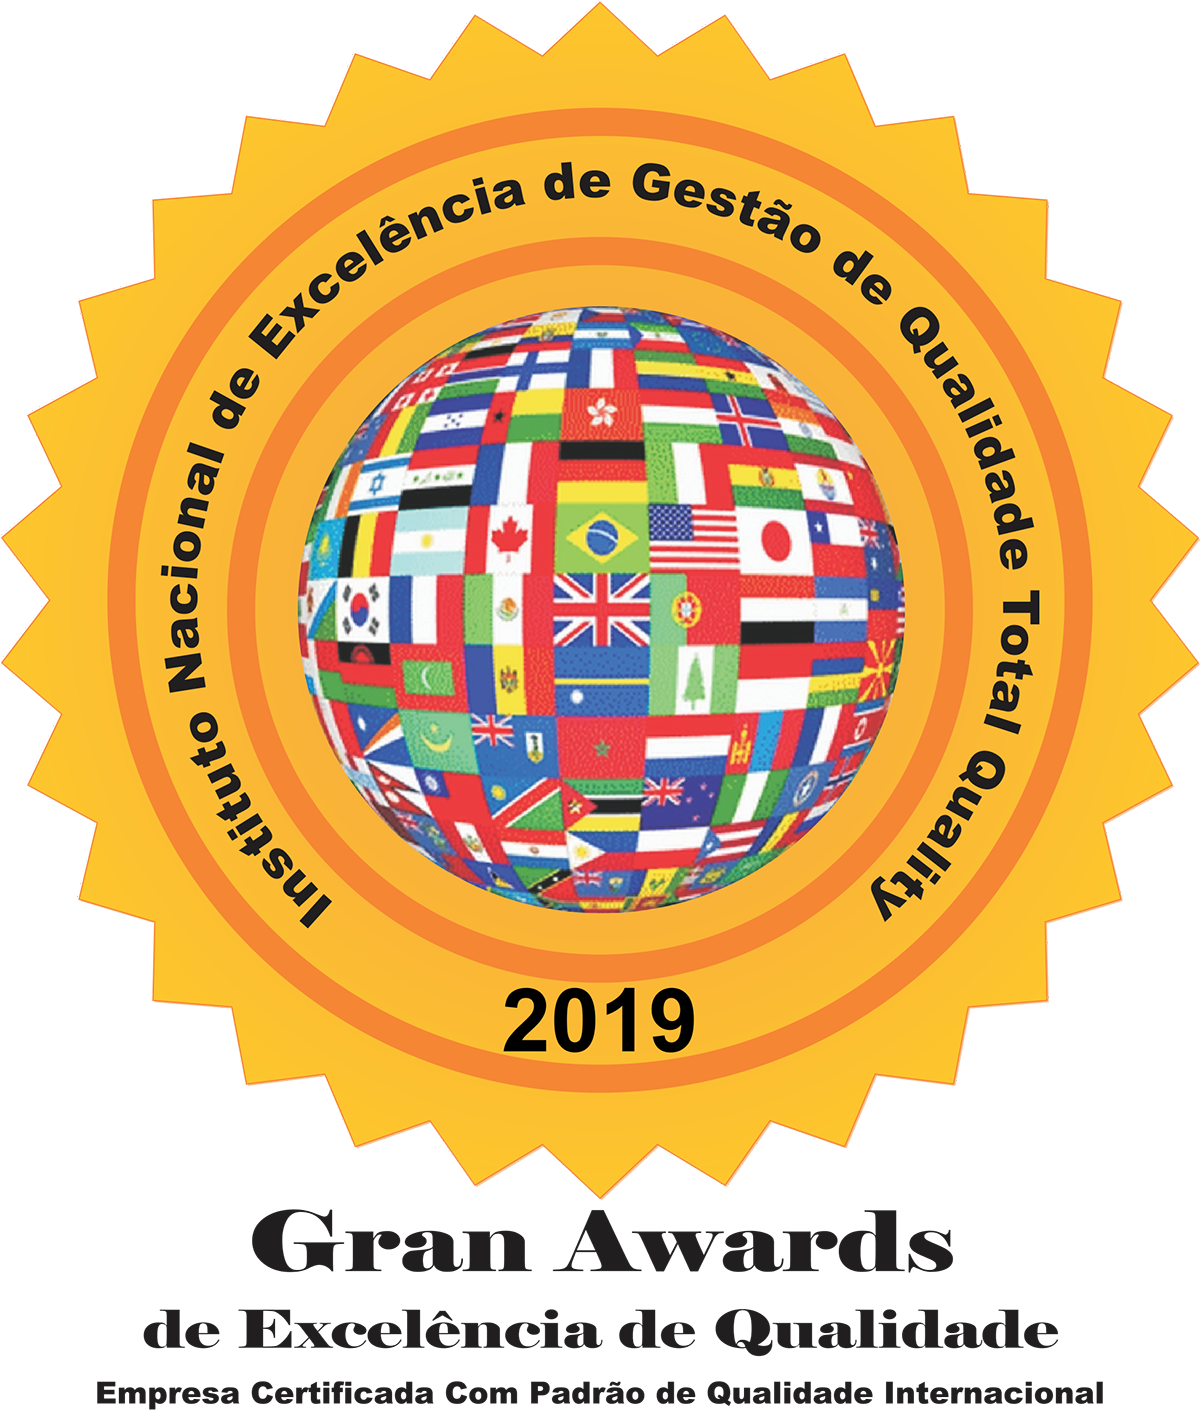 Instituto Nacional de Excelência de Gestão de Qualidade Total Quality
2019
Gran Awards
de Excelência de Qualidade
Empresa Certificada Com Padrão de Qualidade Internacional